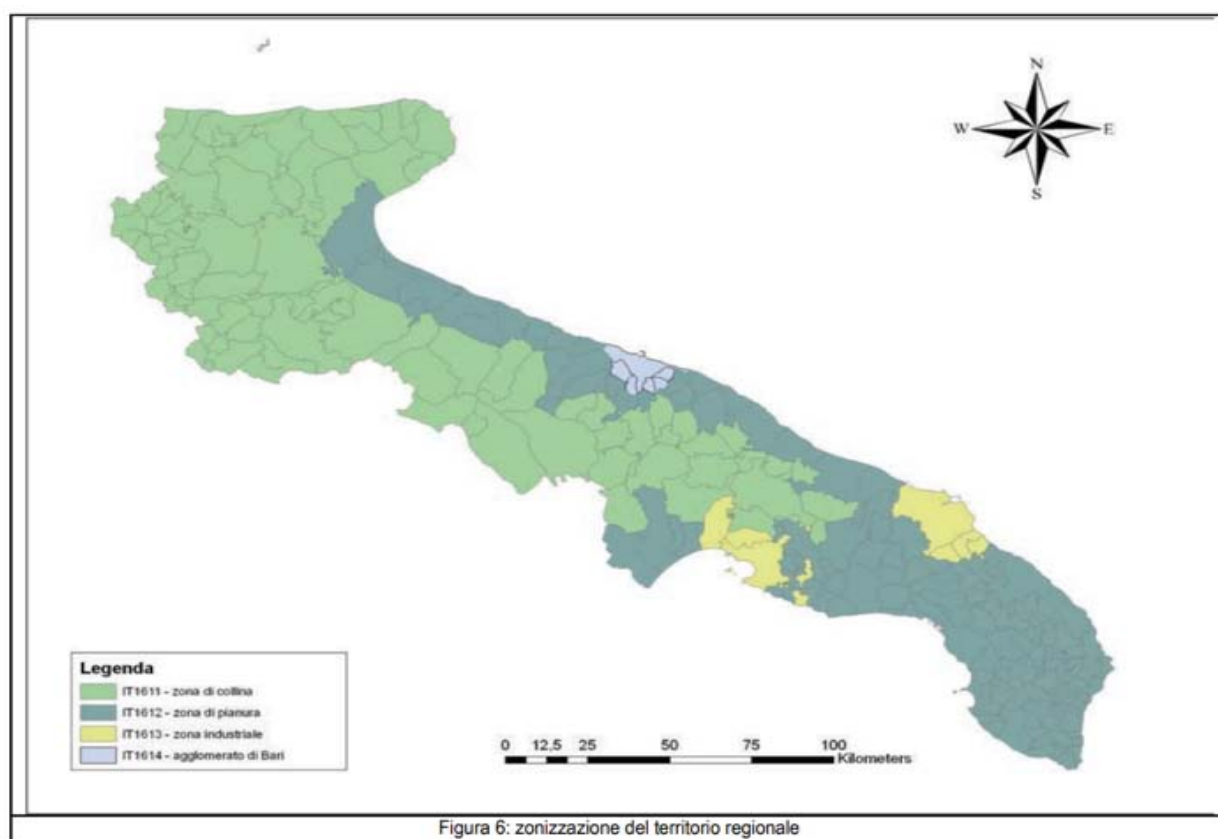 N
W E
S
Legenda
IT1611 - zona di collina
IT1612 - zona di pianura
IT1613 - zona industriale
IT1614 - agglomerato di Bari
0 12,5 25 50 75 100
Kilometers
Figura 6: zonizzazione del territorio regionale